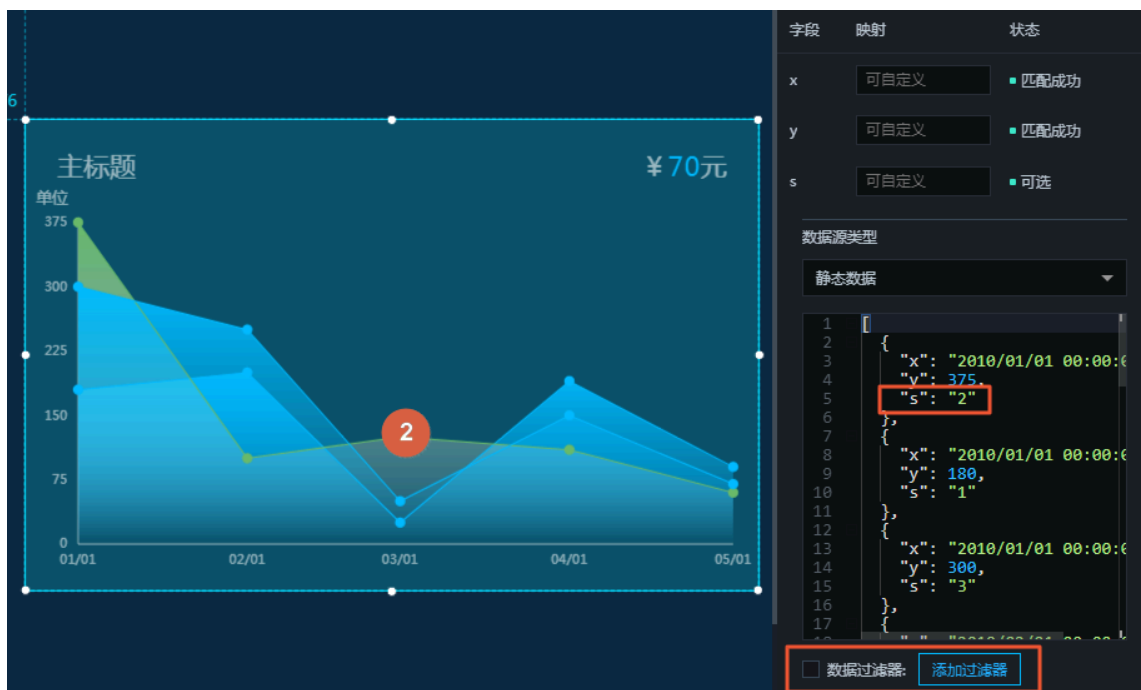 6
主标题
¥ 70元
单位
375
300
225
150
75
0
2
01/01 02/01 03/01 04/01 05/01
字段 映射 状态
x 可自定义 匹配成功
y 可自定义 匹配成功
s 可自定义 可选
数据源类型
静态数据
1 [
2 {
3 "x": "2010/01/01 00:00:
4 "y": 375,
5 "s": "2"
6 },
7 {
8 "x": "2010/01/01 00:00:
9 "y": 180,
10 "s": "1"
11 },
12 {
13 "x": "2010/01/01 00:00:
14 "y": 300,
15 "s": "3"
16 },
17 {
数据过滤器: 添加过滤器